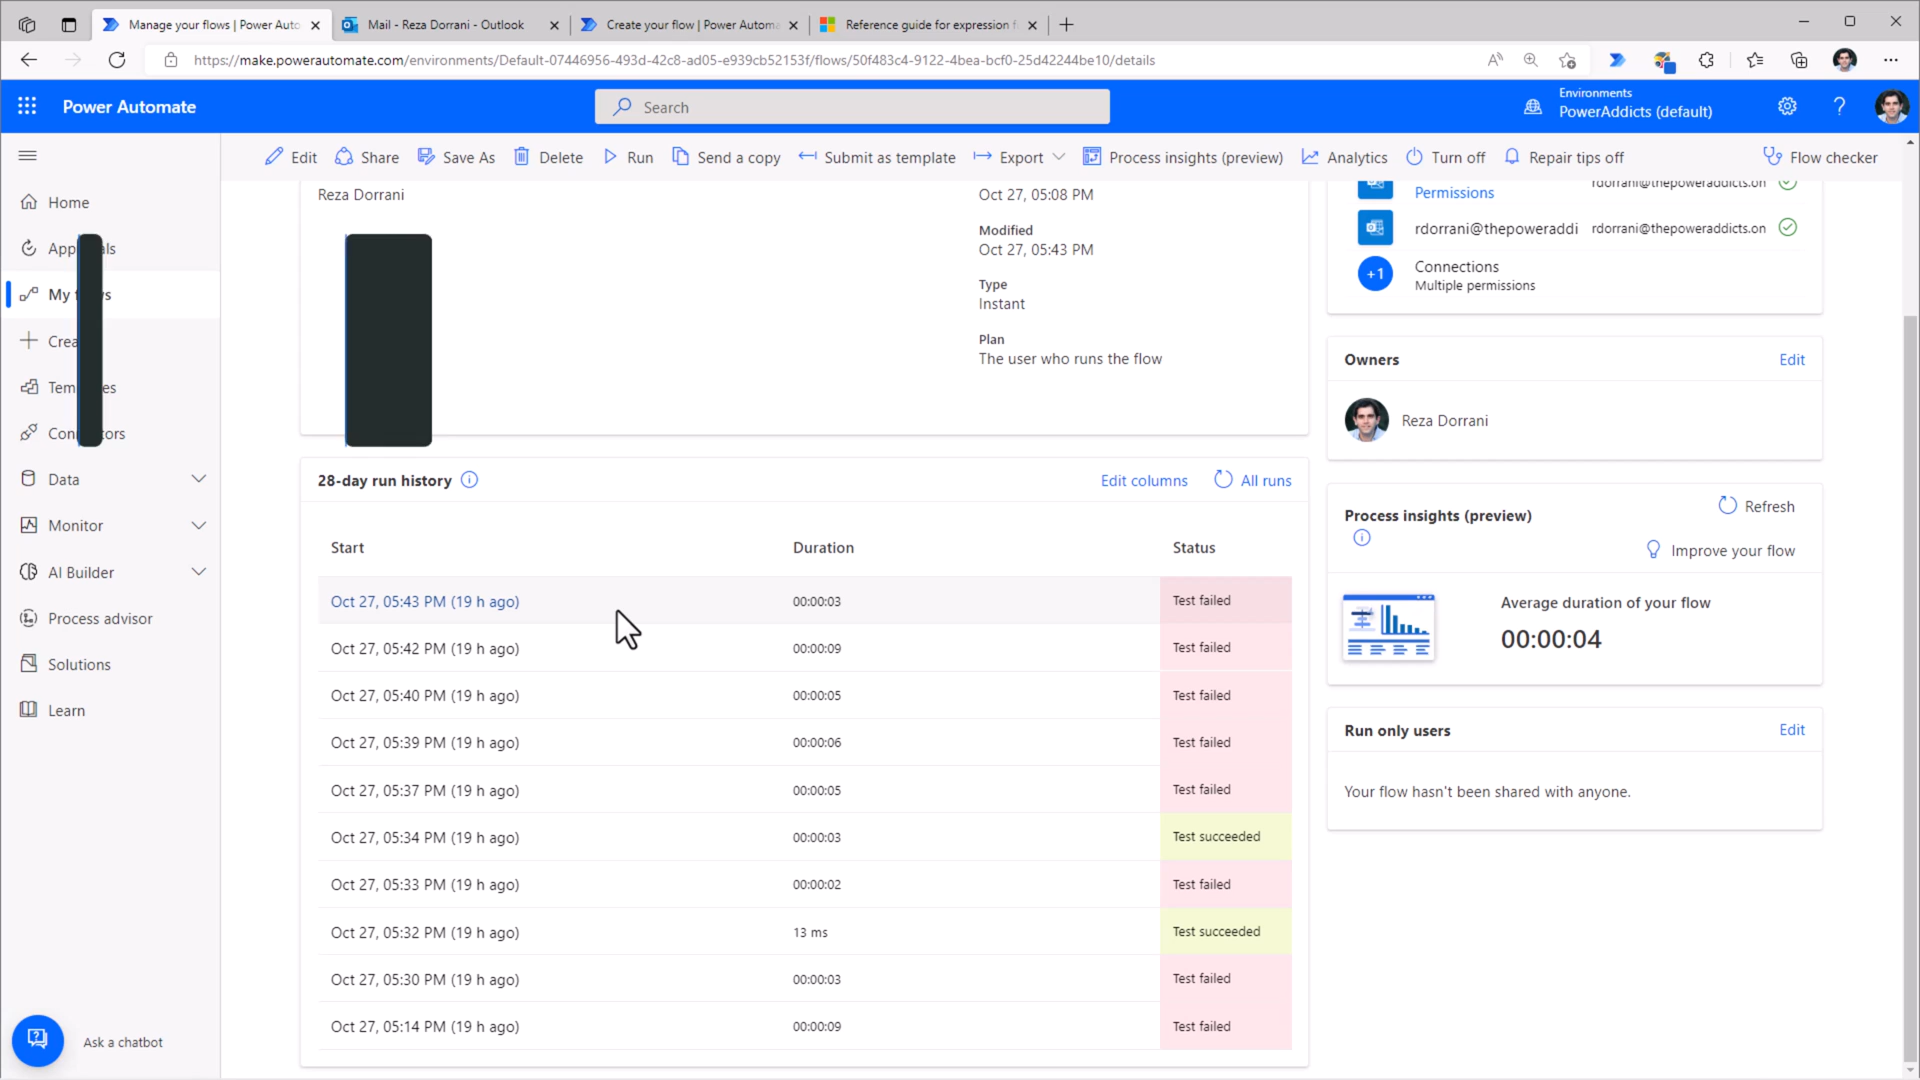 Manage your flows | Power Auto
Mail - Reza Dorrani - Outlook
Create your flow | Power Automa
Reference guide for expression f
https://make.powerautomate.com/environments/Default-07446956-493d-42c8-ad05-e939cb52153f/flows/50f483c4-9122-4bea-bcf0-25d42244be10/details
Power Automate
Search
Environments
PowerAddicts (default)
Edit
Share
Save As
Delete
Run
Send a copy
Submit as template
Export
Process insights (preview)
Analytics
Turn off
Repair tips off
Flow checker
Home
My
Data
Monitor
AI Builder
Process advisor
Solutions
Learn
Ask a chatbot
Reza Dorrani
Oct 27, 05:08 PM
Modified
Oct 27, 05:43 PM
Type
Instant
Plan
The user who runs the flow
Permissions
rdorrani@thepoweraddicts.on
rdorrani@thepoweraddi
rdorrani@thepoweraddicts.on
+1
Connections
Multiple permissions
Owners
Edit
Reza Dorrani
28-day run history
Edit columns
All runs
Start Duration Status
Oct 27, 05:43 PM (19 h ago) 00:00:03 Test failed
Oct 27, 05:42 PM (19 h ago) 00:00:09 Test failed
Oct 27, 05:40 PM (19 h ago) 00:00:05 Test failed
Oct 27, 05:39 PM (19 h ago) 00:00:06 Test failed
Oct 27, 05:37 PM (19 h ago) 00:00:05 Test failed
Oct 27, 05:34 PM (19 h ago) 00:00:03 Test succeeded
Oct 27, 05:33 PM (19 h ago) 00:00:02 Test failed
Oct 27, 05:32 PM (19 h ago) 13 ms Test succeeded
Oct 27, 05:30 PM (19 h ago) 00:00:03 Test failed
Oct 27, 05:14 PM (19 h ago) 00:00:09 Test failed
Process insights (preview)
Refresh
Improve your flow
Average duration of your flow
00:00:04
Run only users
Edit
Your flow hasn't been shared with anyone.